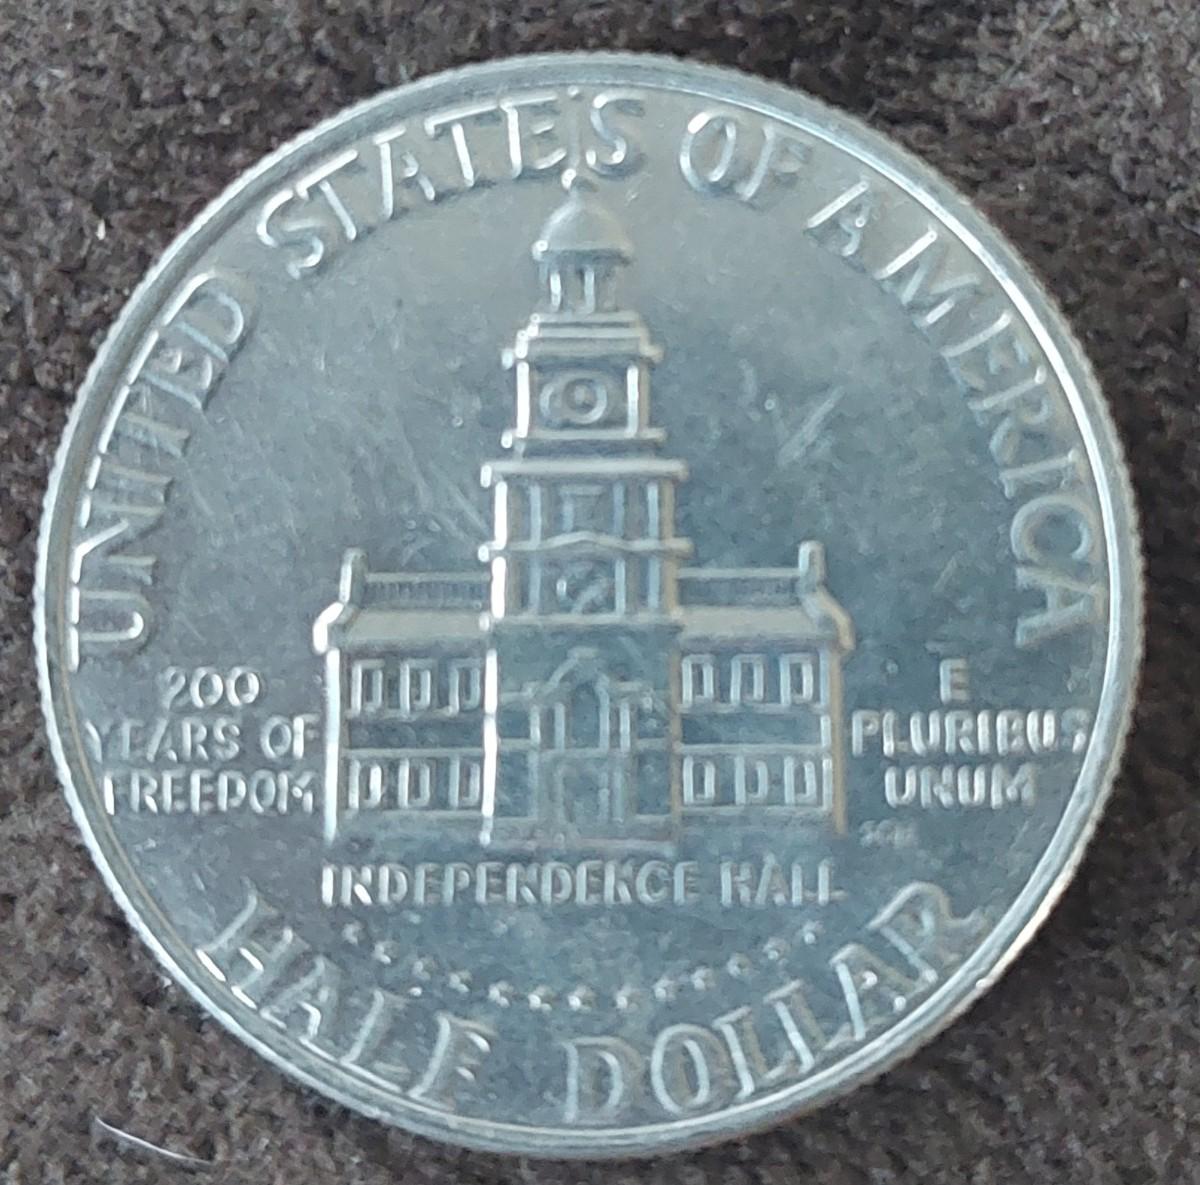 UNITED STATES OF AMERICA
200
YEARS OF
FREEDOM
E
PLURIBUS
UNUM
INDEPENDENCE HALL
HALF DOLLAR